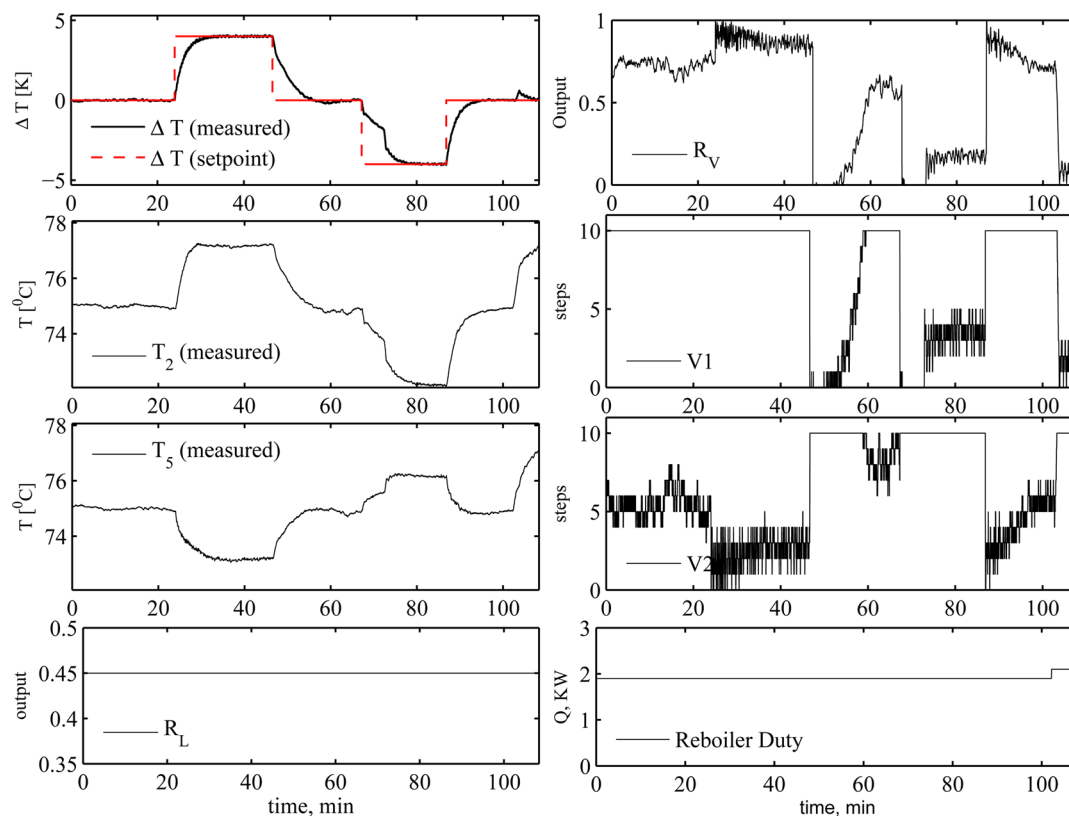 5
0
−5
Δ T [K]
Δ T (measured)
Δ T (setpoint)
0 20 40 60 80 100
1
0.5
0
Output
R_V
0 20 40 60 80 100
78
76
74
T [⁰C]
T_2 (measured)
0 20 40 60 80 100
10
5
0
steps
V1
0 20 40 60 80 100
78
76
74
T [⁰C]
T_5 (measured)
0 20 40 60 80 100
10
5
0
steps
V2
0 20 40 60 80 100
0.5
0.45
0.4
0.35
output
R_L
0 20 40 60 80 100
time, min
3
2
1
0
Q, KW
Reboiler Duty
0 20 40 60 80 100
time, min